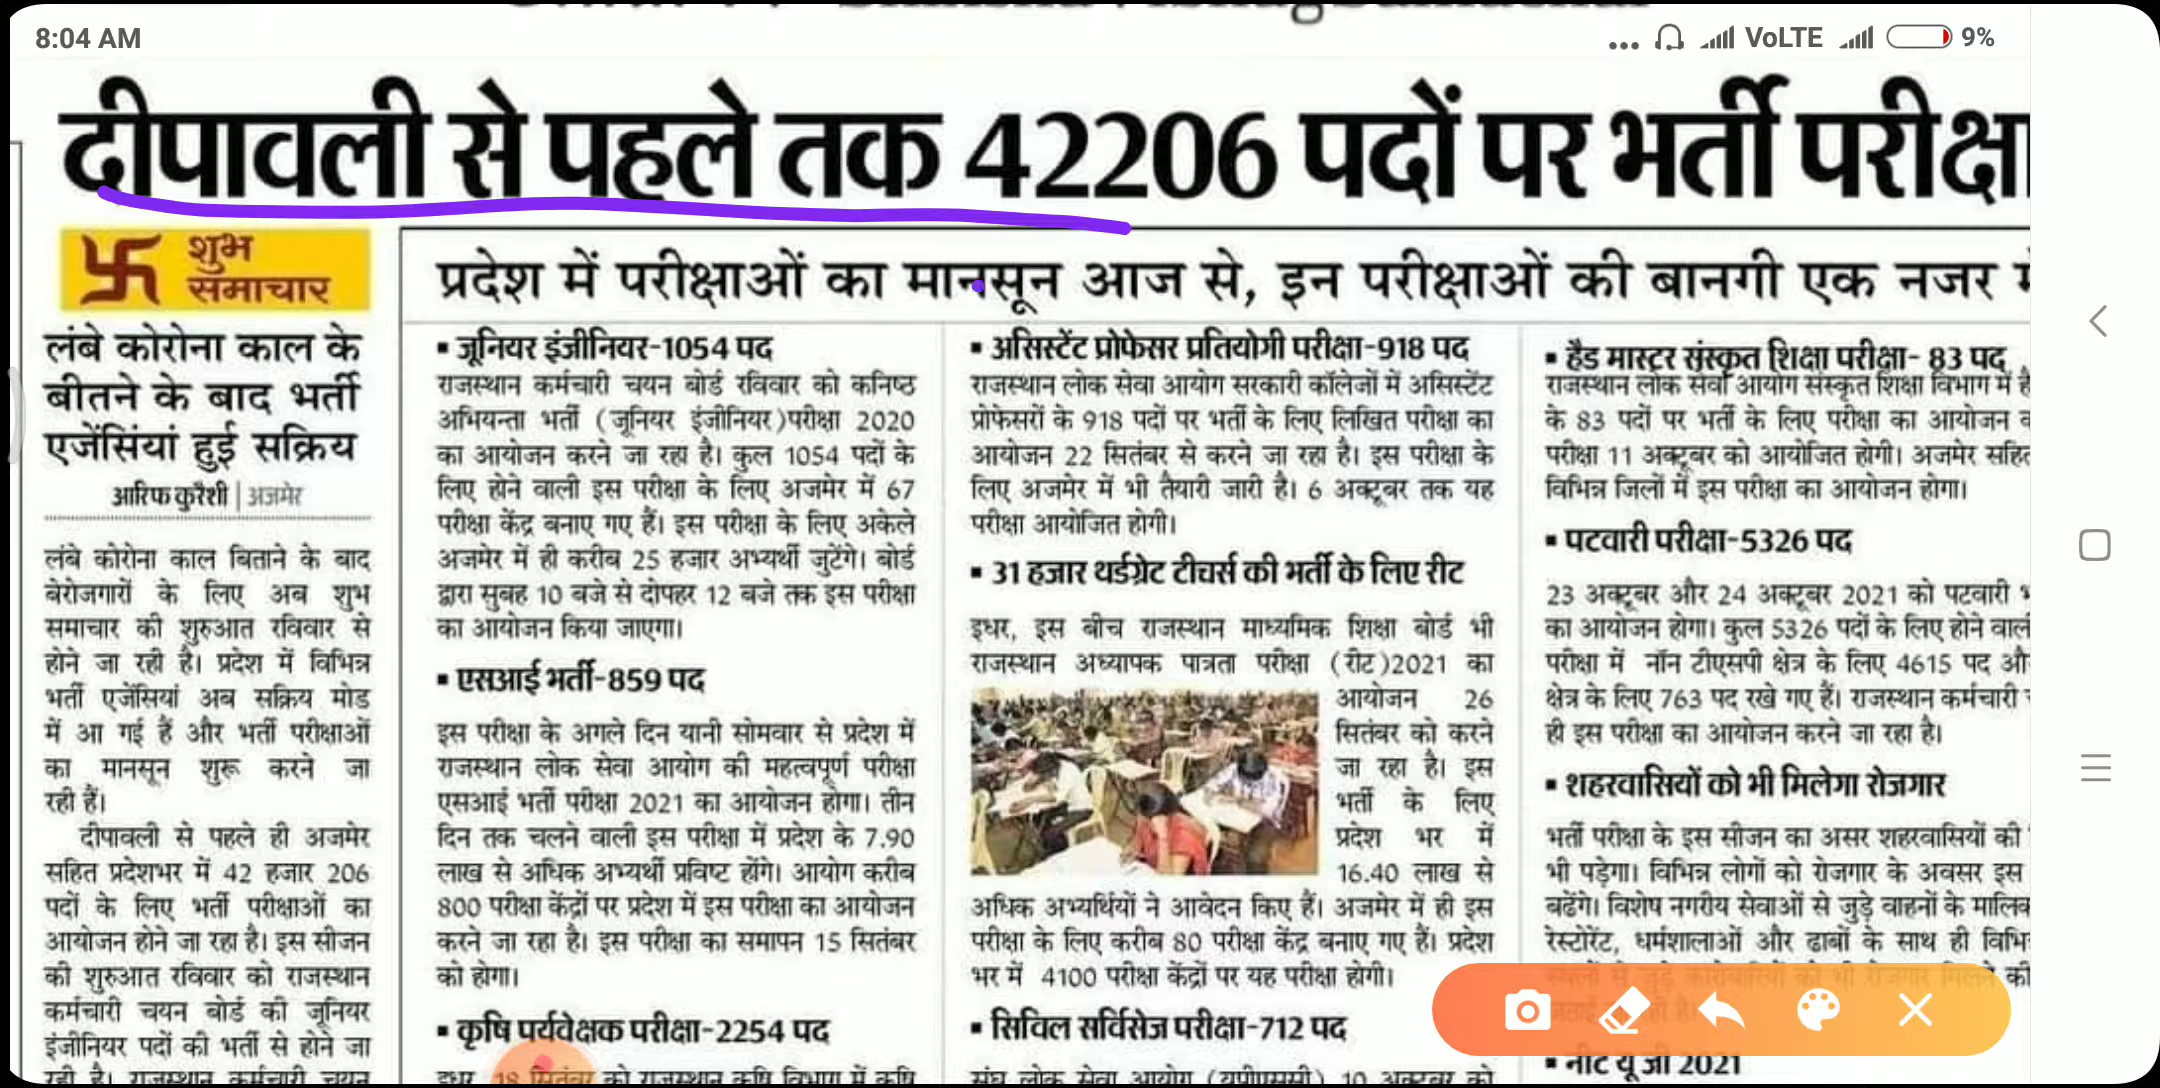 8:04 AM
VoLTE
9%
दीपावली से पहले तक 42206 पदों पर भर्ती परीक्षा
शुभ
समाचार
लंबे कोरोना काल के
बीतने के बाद भर्ती
एजेंसिंयां हुई सक्रिय
आरिफ कुरैशी | अजमेर
लंबे कोरोना काल बिताने के बाद
बेरोजगारों के लिए अब शुभ
समाचार की शुरुआत रविवार से
होने जा रही है। प्रदेश में विभिन्न
भर्ती एजेंसियां अब सक्रिय मोड
में आ गई हैं और भर्ती परीक्षाओं
का मानसून शुरू करने जा
रही हैं।
दीपावली से पहले ही अजमेर
सहित प्रदेशभर में 42 हजार 206
पदों के लिए भर्ती परीक्षाओं का
आयोजन होने जा रहा है। इस सीजन
की शुरुआत रविवार को राजस्थान
कर्मचारी चयन बोर्ड की जूनियर
इंजीनियर पदों की भर्ती से होने जा
रही है। राजस्थान कर्मचारी चयन
प्रदेश में परीक्षाओं का मानसून आज से, इन परीक्षाओं की बानगी एक नजर
▪ जूनियर इंजीनियर-1054 पद
राजस्थान कर्मचारी चयन बोर्ड रविवार को कनिष्ठ
अभियन्ता भर्ती (जूनियर इंजीनियर)परीक्षा 2020
का आयोजन करने जा रहा है। कुल 1054 पदों के
लिए होने वाली इस परीक्षा के लिए अजमेर में 67
परीक्षा केंद्र बनाए गए हैं। इस परीक्षा के लिए अकेले
अजमेर में ही करीब 25 हजार अभ्यर्थी जुटेंगे। बोर्ड
द्वारा सुबह 10 बजे से दोपहर 12 बजे तक इस परीक्षा
का आयोजन किया जाएगा।
▪ एसआई भर्ती-859 पद
इस परीक्षा के अगले दिन यानी सोमवार से प्रदेश में
राजस्थान लोक सेवा आयोग की महत्वपूर्ण परीक्षा
एसआई भर्ती परीक्षा 2021 का आयोजन होगा। तीन
दिन तक चलने वाली इस परीक्षा में प्रदेश के 7.90
लाख से अधिक अभ्यर्थी प्रविष्ट होंगे। आयोग करीब
800 परीक्षा केंद्रों पर प्रदेश में इस परीक्षा का आयोजन
करने जा रहा है। इस परीक्षा का समापन 15 सितंबर
को होगा।
▪ कृषि पर्यवेक्षक परीक्षा-2254 पद
इधर 18 सितंबर को राजस्थान कृषि विभाग में कृषि
▪ असिस्टेंट प्रोफेसर प्रतियोगी परीक्षा-918 पद
राजस्थान लोक सेवा आयोग सरकारी कॉलेजों में असिस्टेंट
प्रोफेसरों के 918 पदों पर भर्ती के लिए लिखित परीक्षा का
आयोजन 22 सितंबर से करने जा रहा है। इस परीक्षा के
लिए अजमेर में भी तैयारी जारी है। 6 अक्टूबर तक यह
परीक्षा आयोजित होगी।
▪ 31 हजार थर्डग्रेट टीचर्स की भर्ती के लिए रीट
इधर, इस बीच राजस्थान माध्यमिक शिक्षा बोर्ड भी
राजस्थान अध्यापक पात्रता परीक्षा (रीट)2021 का
आयोजन 26
सितंबर को करने
जा रहा है। इस
भर्ती के लिए
प्रदेश भर में
16.40 लाख से
अधिक अभ्यर्थियों ने आवेदन किए हैं। अजमेर में ही इस
परीक्षा के लिए करीब 80 परीक्षा केंद्र बनाए गए हैं। प्रदेश
भर में 4100 परीक्षा केंद्रों पर यह परीक्षा होगी।
▪ सिविल सर्विसेज परीक्षा-712 पद
संघ लोक सेवा आयोग (यूपीएससी) 10 अक्टूबर को
▪ हैड मास्टर संस्कृत शिक्षा परीक्षा- 83 पद
राजस्थान लोक सेवा आयोग संस्कृत शिक्षा विभाग में
के 83 पदों पर भर्ती के लिए परीक्षा का आयोजन
परीक्षा 11 अक्टूबर को आयोजित होगी। अजमेर सहित
विभिन्न जिलों में इस परीक्षा का आयोजन होगा।
▪ पटवारी परीक्षा-5326 पद
23 अक्टूबर और 24 अक्टूबर 2021 को पटवारी
का आयोजन होगा। कुल 5326 पदों के लिए होने
परीक्षा में नॉन टीएसपी क्षेत्र के लिए 4615 पद
क्षेत्र के लिए 763 पद रखे गए हैं। राजस्थान कर्मचारी
ही इस परीक्षा का आयोजन करने जा रहा है।
▪ शहरवासियों को भी मिलेगा रोजगार
भर्ती परीक्षा के इस सीजन का असर शहरवासियों की
भी पड़ेगा। विभिन्न लोगों को रोजगार के अवसर इस
बढेंगे। विशेष नगरीय सेवाओं से जुड़े वाहनों के
रेस्टोरेंट, धर्मशालाओं और ढाबों के साथ ही
▪ नीट यू जी 2021